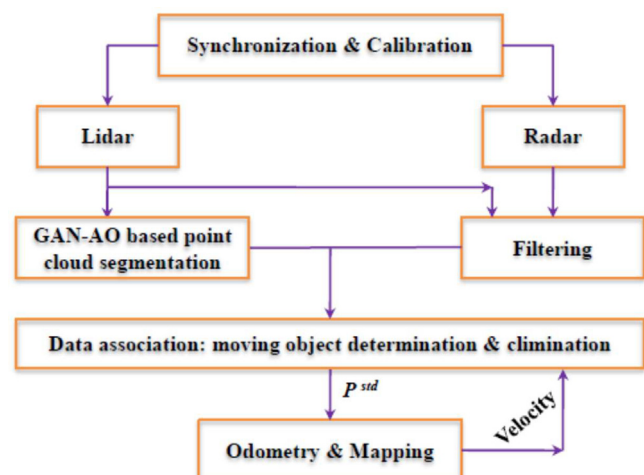 Synchronization & Calibration
Lidar
Radar
GAN-AO based point
cloud segmentation
Filtering
Data association: moving object determination & climination
P std
Velocity
Odometry & Mapping